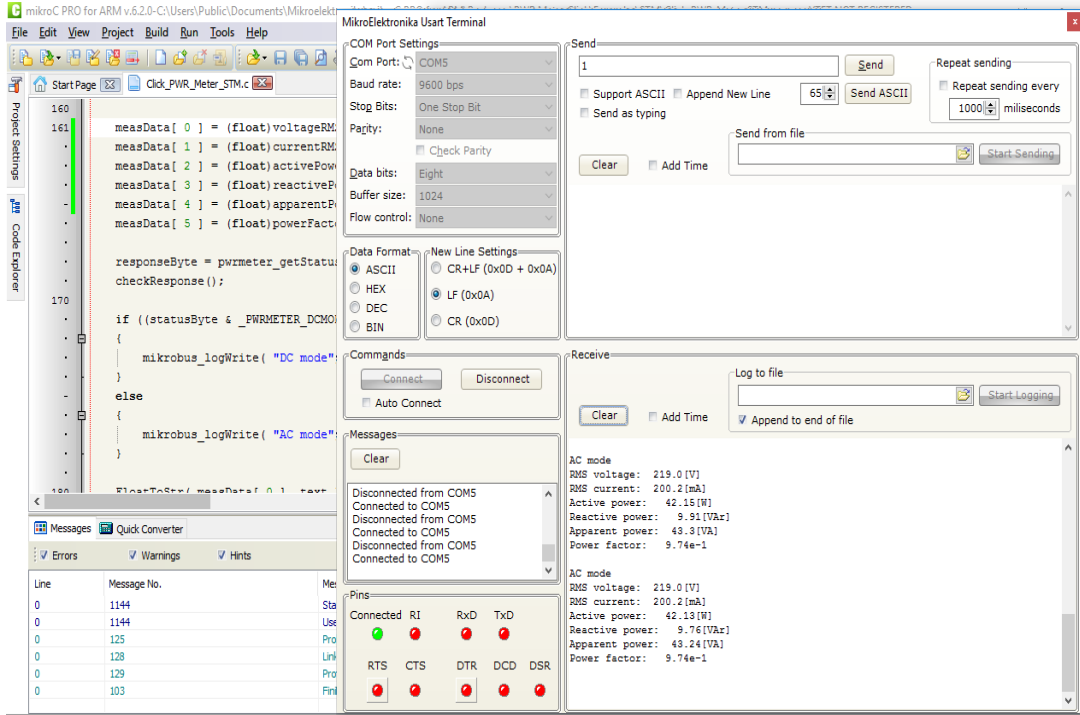 mikroC PRO for ARM v.6.2.0-C:\Users\Public\Documents\Mikroelektr
File Edit View Project Build Run Tools Help
Start Page
Click_PWR_Meter_STM.c
Project Settings
Code Explorer
160
161 measData[ 0 ] = (float)voltageRM
measData[ 1 ] = (float)currentRM
measData[ 2 ] = (float)activePow
measData[ 3 ] = (float)reactiveP
measData[ 4 ] = (float)apparentP
measData[ 5 ] = (float)powerFact
responseByte = pwrmeter_getStatu
checkResponse();
170
if ((statusByte & _PWRMETER_DCMO
{
mikrobus_logWrite( "DC mode"
}
else
{
mikrobus_logWrite( "AC mode"
}
180 FloatToStr( measData[ 0 ], text
Messages Quick Converter
Errors Warnings Hints
Line Message No. Mes
0 1144 Sta
0 1144 Use
0 125 Pro
0 128 Link
0 129 Pro
0 103 Fini
MikroElektronika Usart Terminal
x
COM Port Settings
Com Port: COM5
Baud rate: 9600 bps
Stop Bits: One Stop Bit
Parity: None
Check Parity
Data bits: Eight
Buffer size: 1024
Flow control: None
Data Format
ASCII
HEX
DEC
BIN
New Line Settings
CR+LF (0x0D + 0x0A)
LF (0x0A)
CR (0x0D)
Commands
Connect Disconnect
Auto Connect
Messages
Clear
Disconnected from COM5
Connected to COM5
Disconnected from COM5
Connected to COM5
Disconnected from COM5
Connected to COM5
Pins
Connected RI RxD TxD
RTS CTS DTR DCD DSR
Send
1
Send
Support ASCII Append New Line 65 Send ASCII
Send as typing
Repeat sending
Repeat sending every
1000 miliseconds
Send from file
Start Sending
Clear Add Time
Receive
Log to file
Start Logging
Clear Add Time
Append to end of file
AC mode
RMS voltage: 219.0[V]
RMS current: 200.2[mA]
Active power: 42.15[W]
Reactive power: 9.91[VAr]
Apparent power: 43.3[VA]
Power factor: 9.74e-1
AC mode
RMS voltage: 219.0[V]
RMS current: 200.2[mA]
Active power: 42.13[W]
Reactive power: 9.76[VAr]
Apparent power: 43.24[VA]
Power factor: 9.74e-1